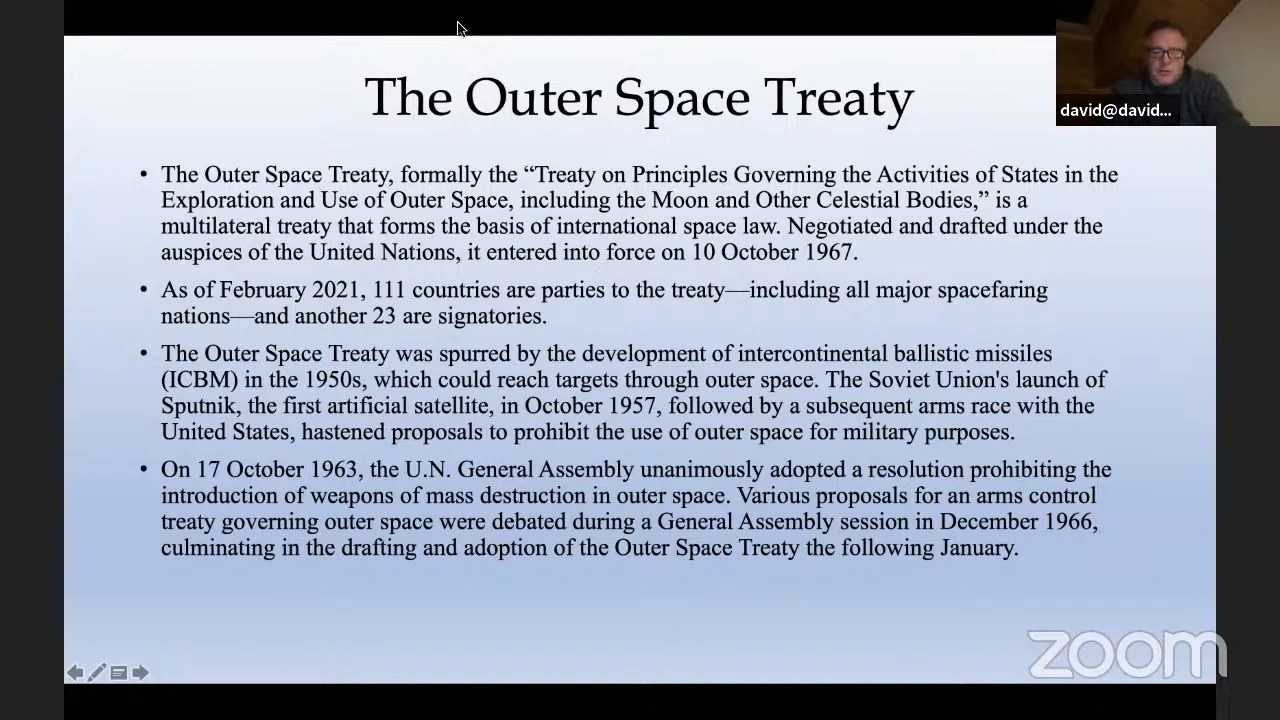 The Outer Space Treaty
david@david...
• The Outer Space Treaty, formally the “Treaty on Principles Governing the Activities of States in the
Exploration and Use of Outer Space, including the Moon and Other Celestial Bodies,” is a
multilateral treaty that forms the basis of international space law. Negotiated and drafted under the
auspices of the United Nations, it entered into force on 10 October 1967.
• As of February 2021, 111 countries are parties to the treaty—including all major spacefaring
nations—and another 23 are signatories.
• The Outer Space Treaty was spurred by the development of intercontinental ballistic missiles
(ICBM) in the 1950s, which could reach targets through outer space. The Soviet Union's launch of
Sputnik, the first artificial satellite, in October 1957, followed by a subsequent arms race with the
United States, hastened proposals to prohibit the use of outer space for military purposes.
• On 17 October 1963, the U.N. General Assembly unanimously adopted a resolution prohibiting the
introduction of weapons of mass destruction in outer space. Various proposals for an arms control
treaty governing outer space were debated during a General Assembly session in December 1966,
culminating in the drafting and adoption of the Outer Space Treaty the following January.
zoom